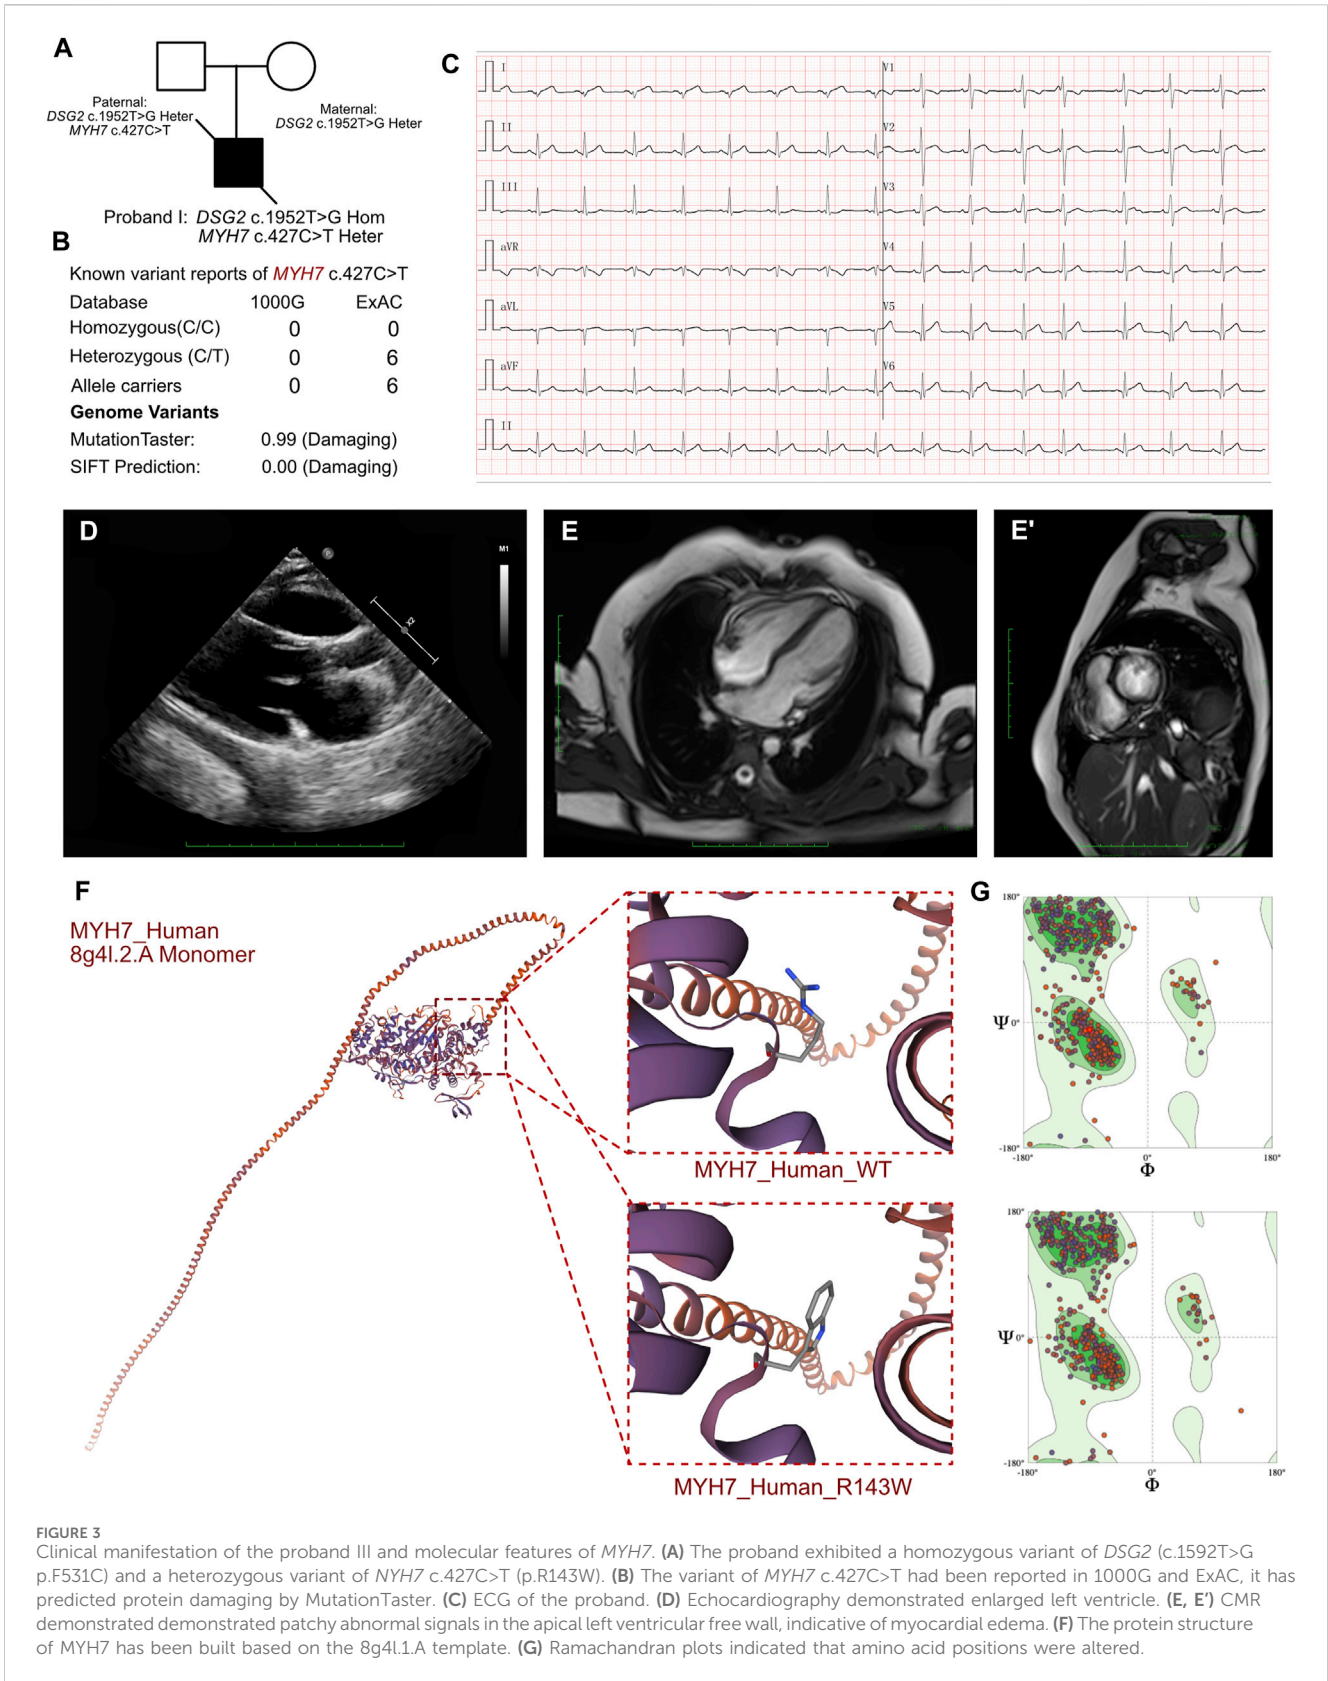 A
Paternal:
DSG2 c.1952T>G Heter
MYH7 c.427C>T
Maternal:
DSG2 c.1952T>G Heter
Proband I: DSG2 c.1952T>G Hom
MYH7 c.427C>T Heter
B
Known variant reports of MYH7 c.427C>T
Database 1000G ExAC
Homozygous(C/C) 0 0
Heterozygous (C/T) 0 6
Allele carriers 0 6
Genome Variants
MutationTaster: 0.99 (Damaging)
SIFT Prediction: 0.00 (Damaging)
C
I V1
II V2
III V3
aVR V4
aVL V5
aVF V6
II
D
P
M1
X2
E
E'
F
MYH7_Human
8g4l.2.A Monomer
MYH7_Human_WT
MYH7_Human_R143W
G
180°
Ψ 0°
-180°
-180° 0° 180°
Φ
180°
Ψ 0°
-180°
-180° 0° 180°
Φ
FIGURE 3
Clinical manifestation of the proband III and molecular features of MYH7. (A) The proband exhibited a homozygous variant of DSG2 (c.1592T>G
p.F531C) and a heterozygous variant of NYH7 c.427C>T (p.R143W). (B) The variant of MYH7 c.427C>T had been reported in 1000G and ExAC, it has
predicted protein damaging by MutationTaster. (C) ECG of the proband. (D) Echocardiography demonstrated enlarged left ventricle. (E, E’) CMR
demonstrated demonstrated patchy abnormal signals in the apical left ventricular free wall, indicative of myocardial edema. (F) The protein structure
of MYH7 has been built based on the 8g4l.1.A template. (G) Ramachandran plots indicated that amino acid positions were altered.